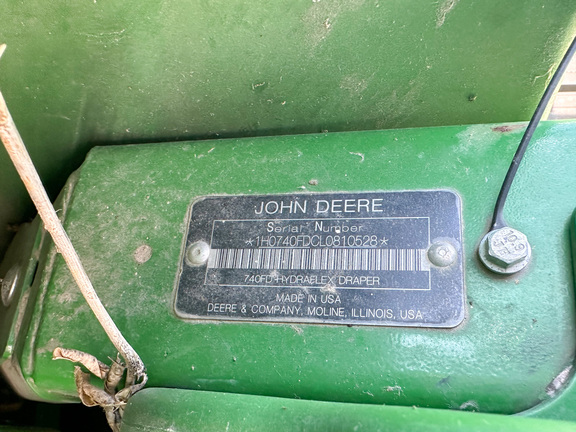 JOHN DEERE
Serial Number
*1H0740FDCL0810528*
740FD HYDRAFLEX DRAPER
MADE IN USA
DEERE & COMPANY, MOLINE, ILLINOIS, USA